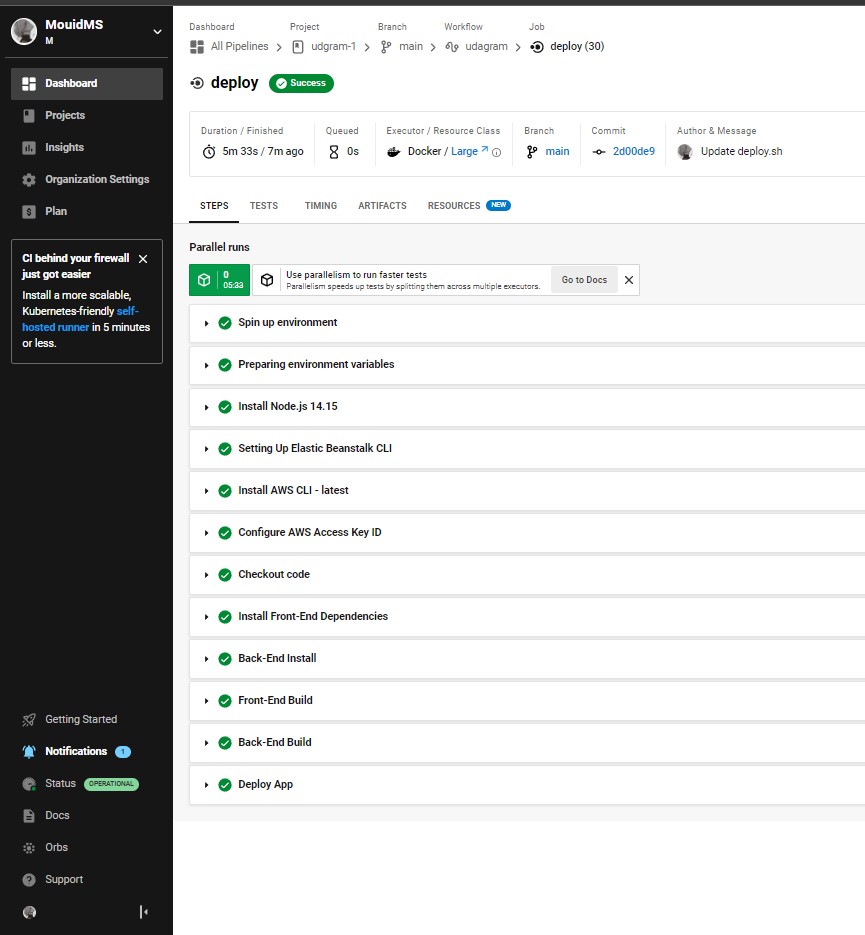 MouidMS
M
Dashboard
Projects
Insights
Organization Settings
Plan
CI behind your firewall
just got easier
Install a more scalable,
Kubernetes-friendly self-
hosted runner in 5 minutes
or less.
Getting Started
Notifications 1
Status OPERATIONAL
Docs
Orbs
Support
Dashboard Project Branch Workflow Job
All Pipelines udgram-1 main udagram deploy (30)
deploy Success
Duration / Finished Queued Executor / Resource Class Branch Commit Author & Message
5m 33s / 7m ago 0s Docker / Large main 2d00de9 Update deploy.sh
STEPS TESTS TIMING ARTIFACTS RESOURCES NEW
Parallel runs
0
05:33
Use parallelism to run faster tests
Parallelism speeds up tests by splitting them across multiple executors.
Go to Docs
Spin up environment
Preparing environment variables
Install Node.js 14.15
Setting Up Elastic Beanstalk CLI
Install AWS CLI - latest
Configure AWS Access Key ID
Checkout code
Install Front-End Dependencies
Back-End Install
Front-End Build
Back-End Build
Deploy App